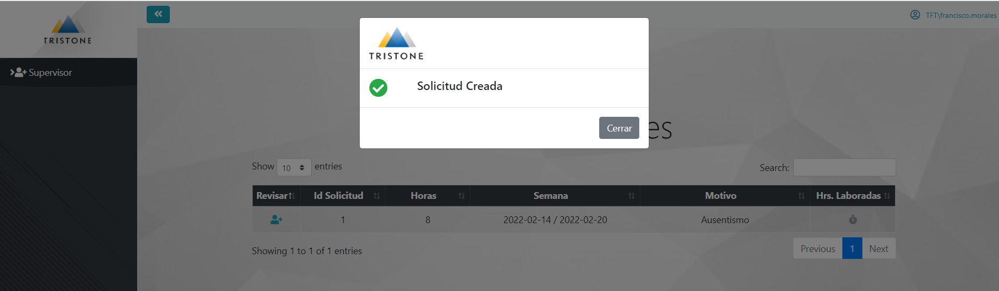 TRISTONE
TFT\francisco.morales
TRISTONE
Supervisor
Solicitud Creada
Cerrar
es
Show 10 entries
Search:
Revisar Id Solicitud Horas Semana Motivo Hrs. Laboradas
1 8 2022-02-14 / 2022-02-20 Ausentismo
Showing 1 to 1 of 1 entries
Previous 1 Next